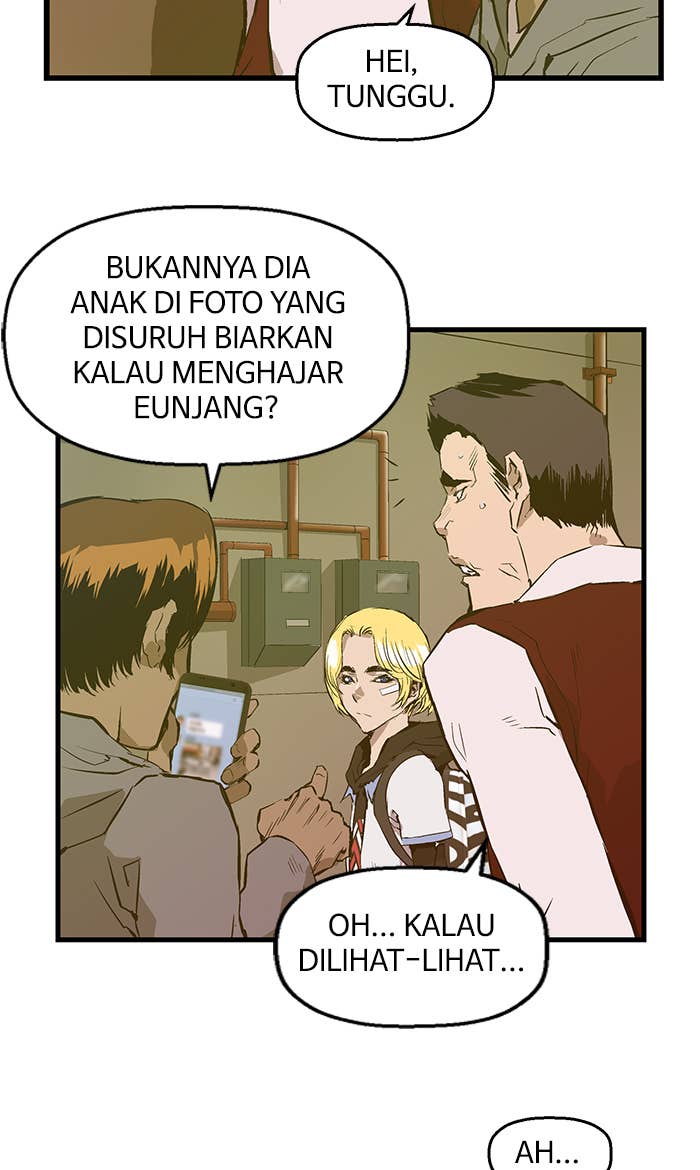 HEI,
TUNGGU.
BUKANNYA DIA
ANAK DI FOTO YANG
DISURUH BIARKAN
KALAU MENGHAJAR
EUNJANG?
OH... KALAU
DILIHAT-LIHAT...
AH...